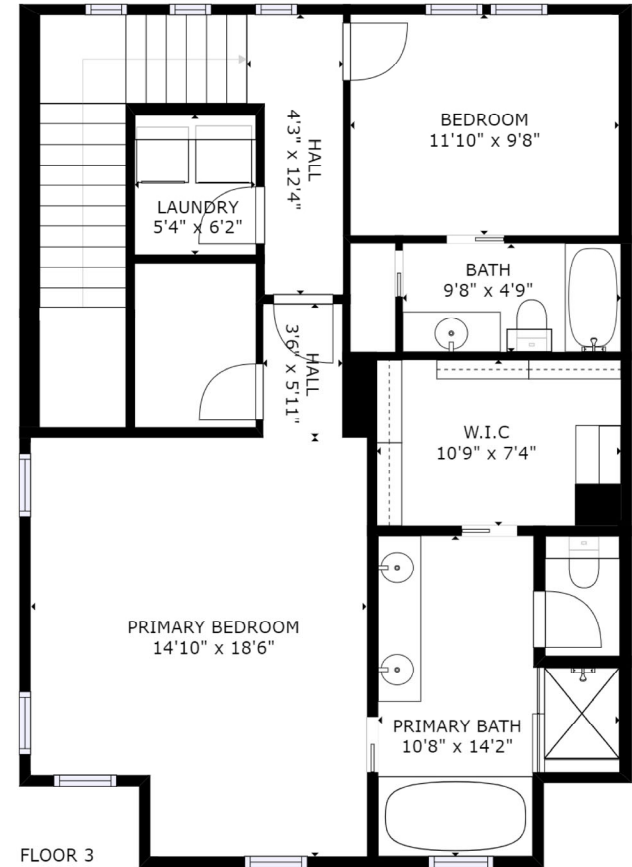 BEDROOM
11'10" x 9'8"
HALL
4'3" x 12'4"
LAUNDRY
5'4" x 6'2"
BATH
9'8" x 4'9"
HALL
3'6" x 5'11"
W.I.C
10'9" x 7'4"
PRIMARY BEDROOM
14'10" x 18'6"
PRIMARY BATH
10'8" x 14'2"
FLOOR 3